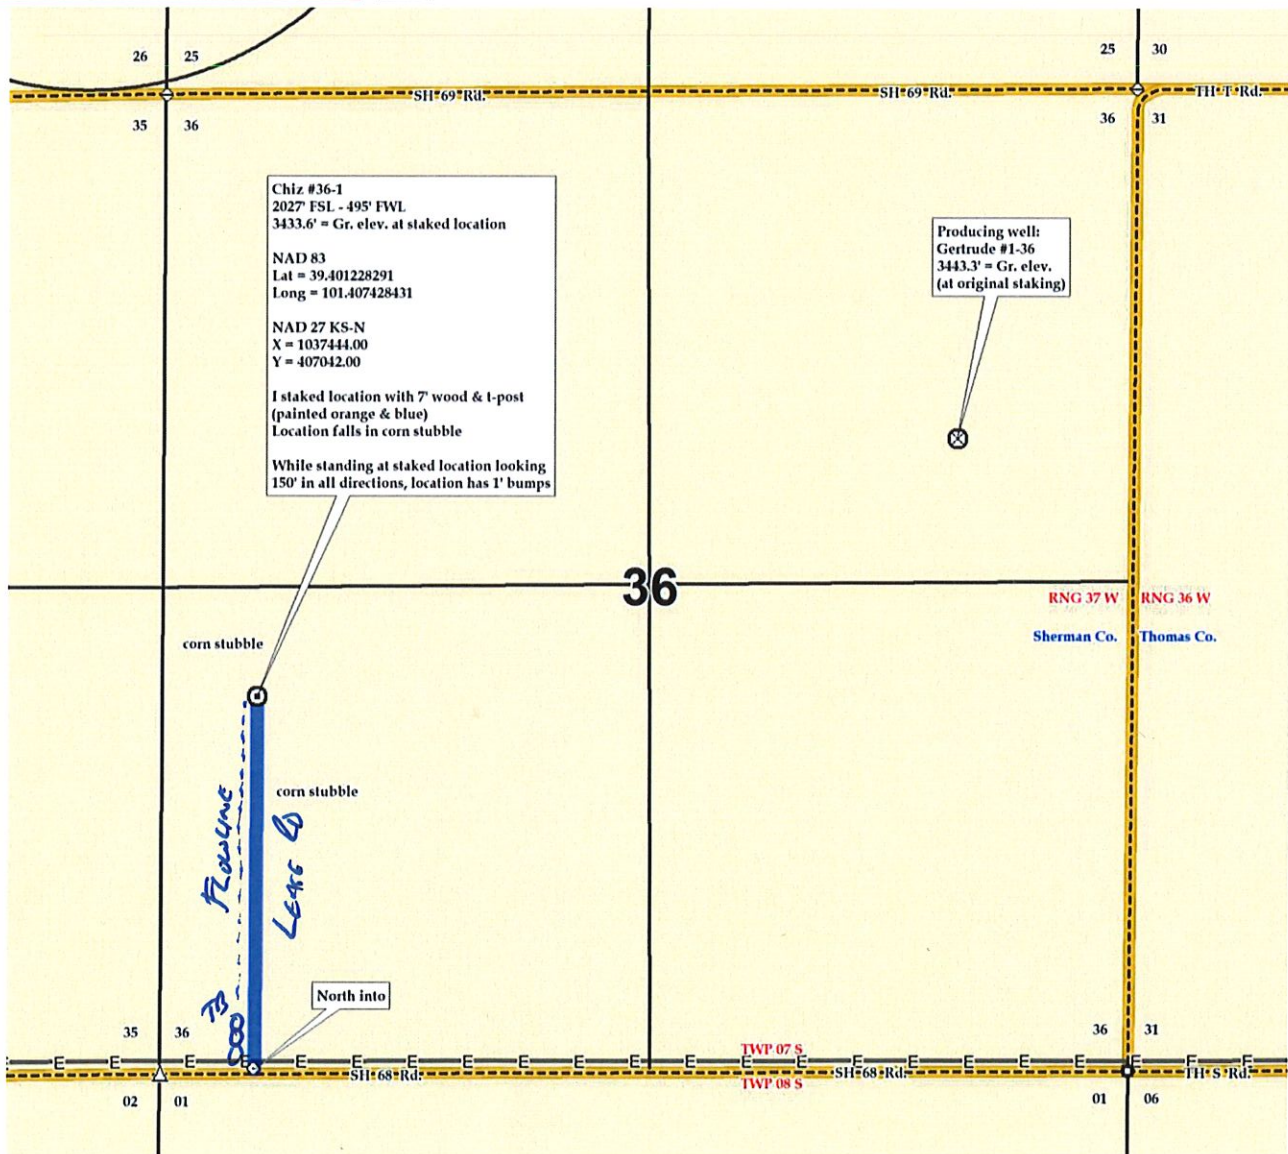 26 25
25 30
SH 69 Rd.
SH 69 Rd.
TH T Rd.
35 36
36 31
Chiz #36-1
2027' FSL - 495' FWL
3433.6' = Gr. elev. at staked location
NAD 83
Lat = 39.401228291
Long = 101.407428431
NAD 27 KS-N
X = 1037444.00
Y = 407042.00
I staked location with 7' wood & t-post
(painted orange & blue)
Location falls in corn stubble
While standing at staked location looking
150' in all directions, location has 1' bumps
Producing well:
Gertrude #1-36
3443.3' = Gr. elev.
(at original staking)
36
RNG 37 W RNG 36 W
Sherman Co. Thomas Co.
corn stubble
corn stubble
FLOWLINE
LEASE RD
TB
North into
35 36
36 31
E E E E E E E E E E E E E E E E E E E E E E E
TWP 07 S
SH 68 Rd.
TWP 08 S
SH 68 Rd.
TH S Rd.
02 01
01 06